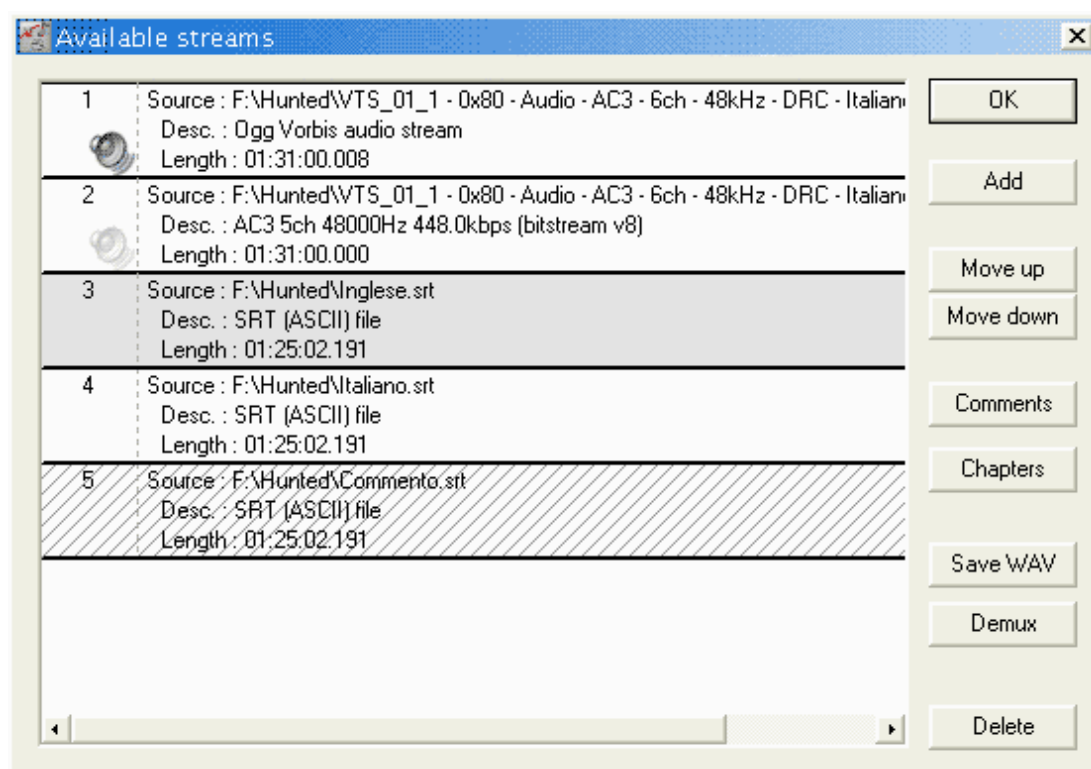 Available streams
1 Source : F:\Hunted\VTS_01_1 - 0x80 - Audio - AC3 - 6ch - 48kHz - DRC - Italian
Desc. : Ogg Vorbis audio stream
Length : 01:31:00.008
2 Source : F:\Hunted\VTS_01_1 - 0x80 - Audio - AC3 - 6ch - 48kHz - DRC - Italian
Desc. : AC3 5ch 48000Hz 448.0kbps (bitstream v8)
Length : 01:31:00.000
3 Source : F:\Hunted\Inglese.srt
Desc. : SRT (ASCII) file
Length : 01:25:02.191
4 Source : F:\Hunted\Italiano.srt
Desc. : SRT (ASCII) file
Length : 01:25:02.191
5 Source : F:\Hunted\Commento.srt
Desc. : SRT (ASCII) file
Length : 01:25:02.191
OK
Add
Move up
Move down
Comments
Chapters
Save WAV
Demux
Delete